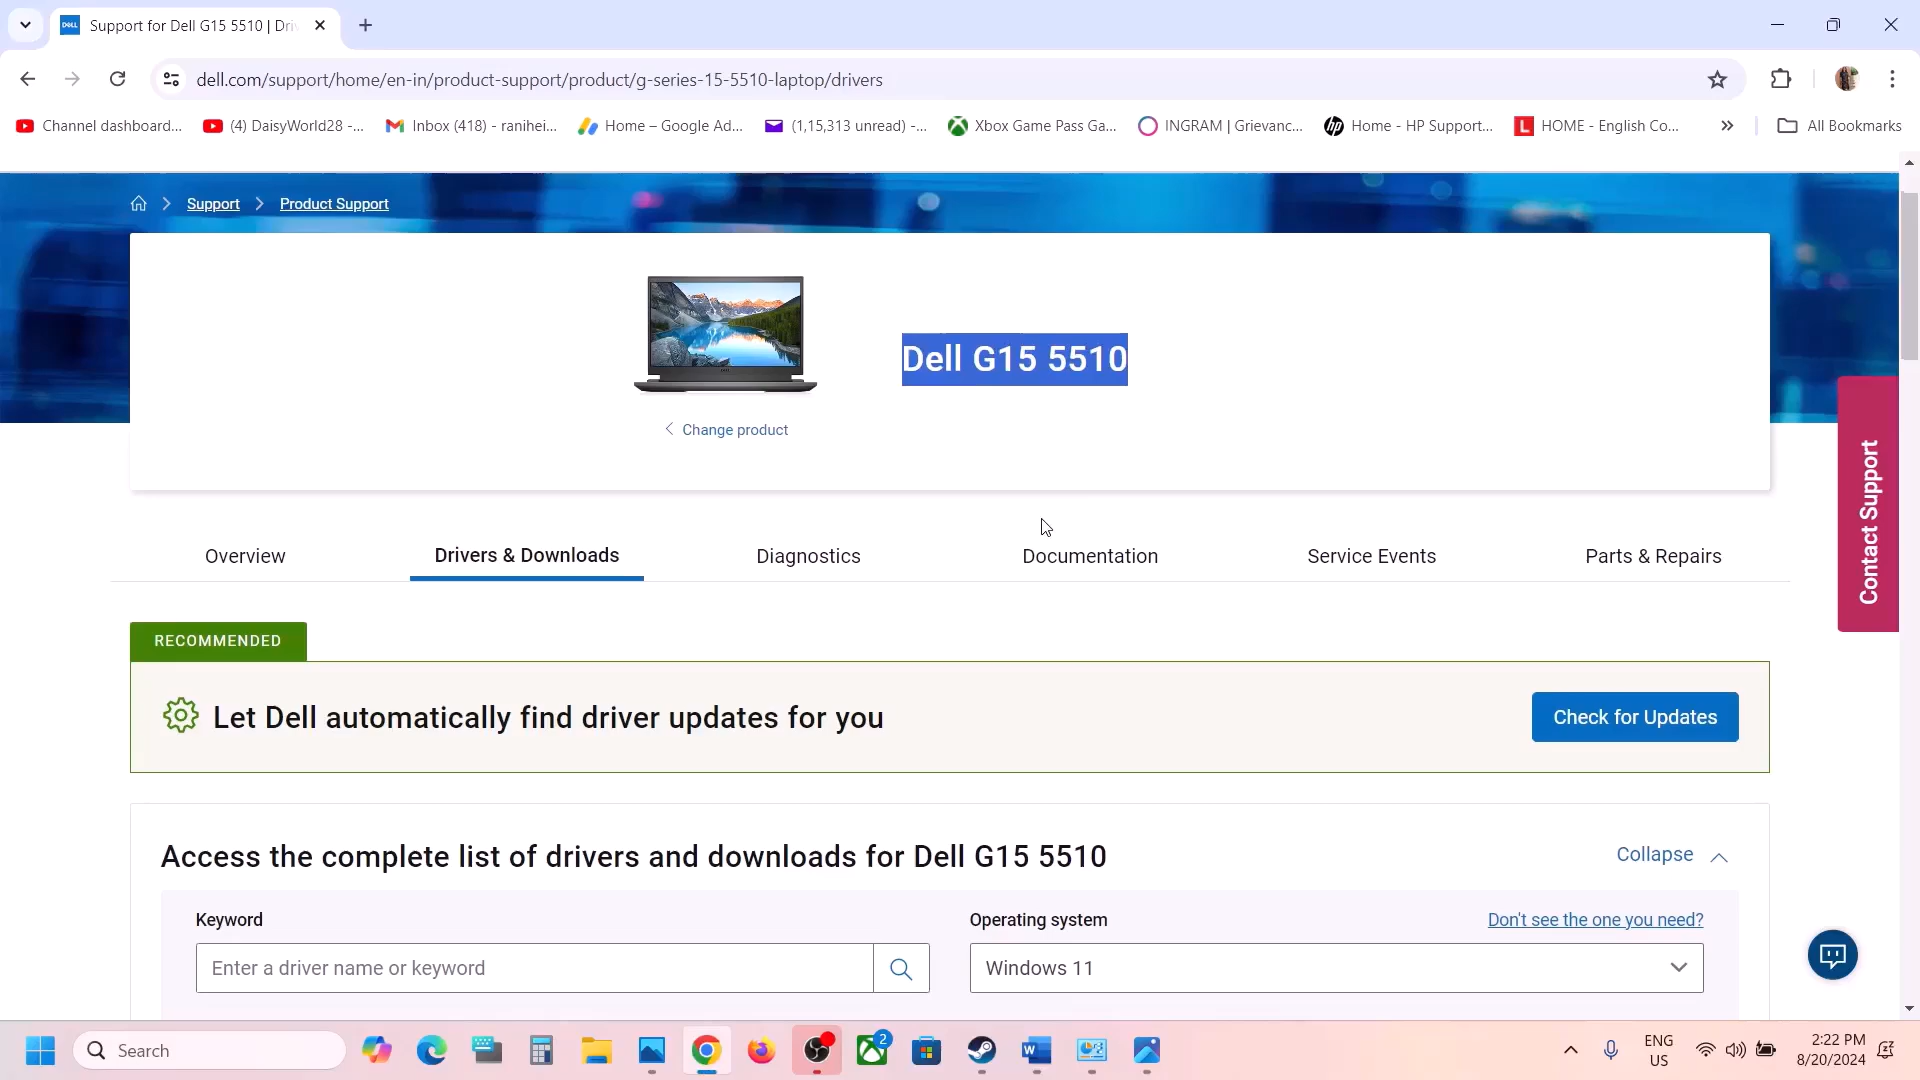 Support for Dell G15 5510 | Dri
dell.com/support/home/en-in/product-support/product/g-series-15-5510-laptop/drivers
Channel dashboard...
(4) DaisyWorld28 -...
Inbox (418) - ranihei...
Home – Google Ad...
(1,15,313 unread) -...
Xbox Game Pass Ga...
INGRAM | Grievanc...
Home - HP Support...
HOME - English Co...
All Bookmarks
Support
Product Support
Dell G15 5510
Change product
Contact Support
Overview
Drivers & Downloads
Diagnostics
Documentation
Service Events
Parts & Repairs
RECOMMENDED
Let Dell automatically find driver updates for you
Check for Updates
Access the complete list of drivers and downloads for Dell G15 5510
Collapse
Keyword
Operating system
Don't see the one you need?
Enter a driver name or keyword
Windows 11
Search
2
ENG
US
2:22 PM
8/20/2024